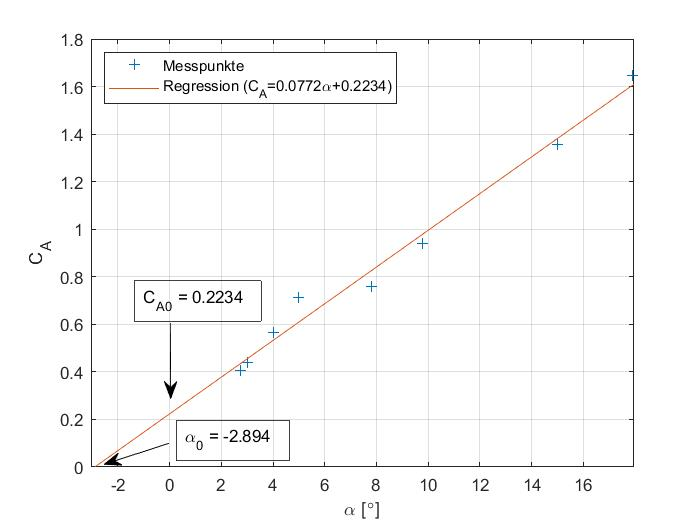 1.8
1.6
1.4
1.2
1
0.8
0.6
0.4
0.2
0
C_A
Messpunkte
Regression (C_A=0.0772α+0.2234)
C_A0 = 0.2234
α_0 = -2.894
-2 0 2 4 6 8 10 12 14 16
α [°]